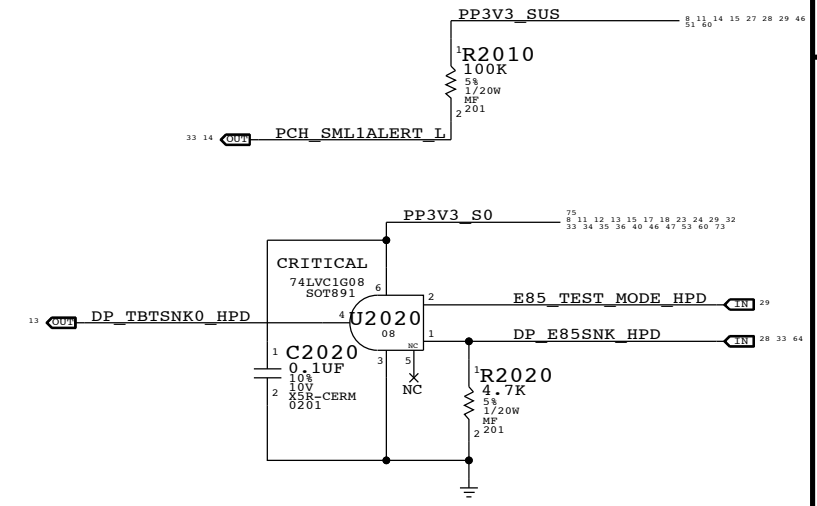 PP3V3_SUS
8 11 14 15 27 28 29 46
51 60
1
R2010
100K
5%
1/20W
MF
201
2
33 14
OUT
PCH_SML1ALERT_L
PP3V3_S0
75
8 11 12 13 15 17 18 23 24 29 32
33 34 35 36 40 46 47 53 60 73
CRITICAL
74LVC1G08
SOT891
6
2
E85_TEST_MODE_HPD
IN
29
13
OUT
DP_TBTSNK0_HPD
4
U2020
08
NC
1
DP_E85SNK_HPD
IN
28 33 64
3
5
NC
1
C2020
0.1UF
10%
10V
X5R-CERM
0201
2
1
R2020
4.7K
5%
1/20W
MF
201
2